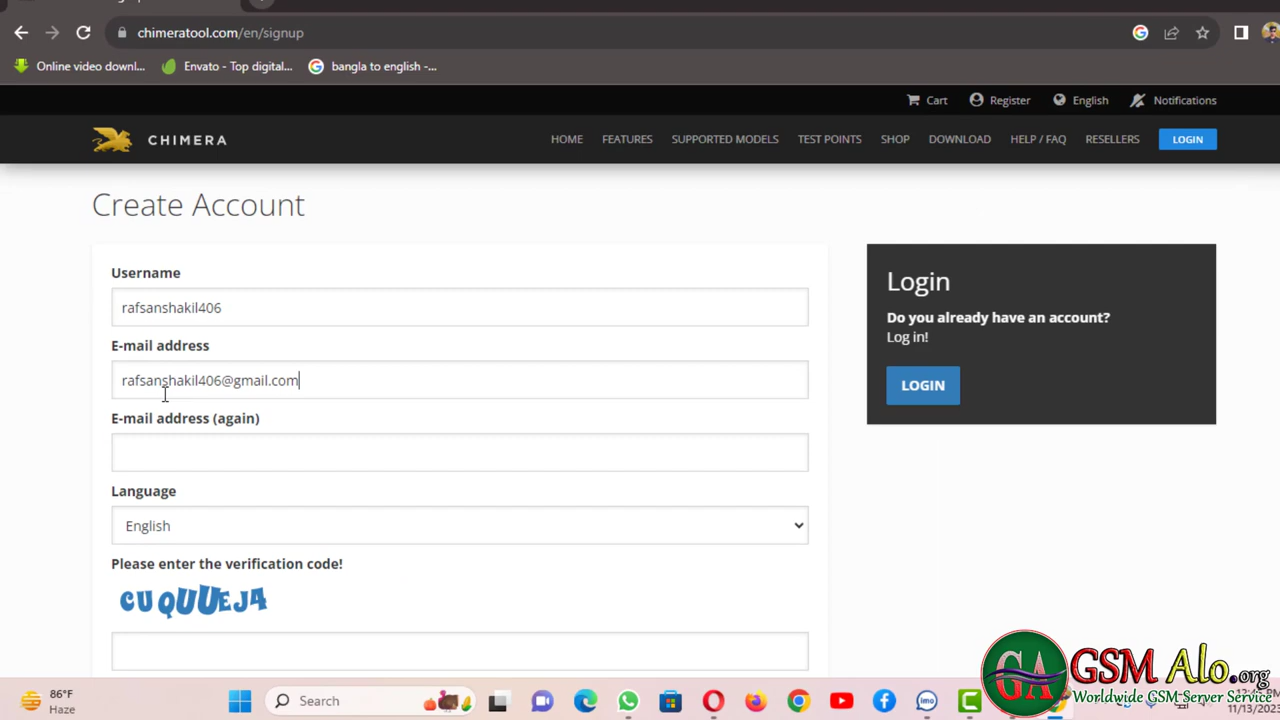 chimeratool.com/en/signup
Online video downl... Envato - Top digital... bangla to english -...
Cart Register English Notifications
CHIMERA HOME FEATURES SUPPORTED MODELS TEST POINTS SHOP DOWNLOAD HELP / FAQ RESELLERS LOGIN
Create Account
Username
rafsanshakil406
E-mail address
rafsanshakil406@gmail.com
E-mail address (again)
Language
English
Please enter the verification code!
CUQUUEJ4
Login
Do you already have an account?
Log in!
LOGIN
GA GSM Alo.org
Worldwide GSM Server Service
86°F
Haze
Search
imo
11/13/2023